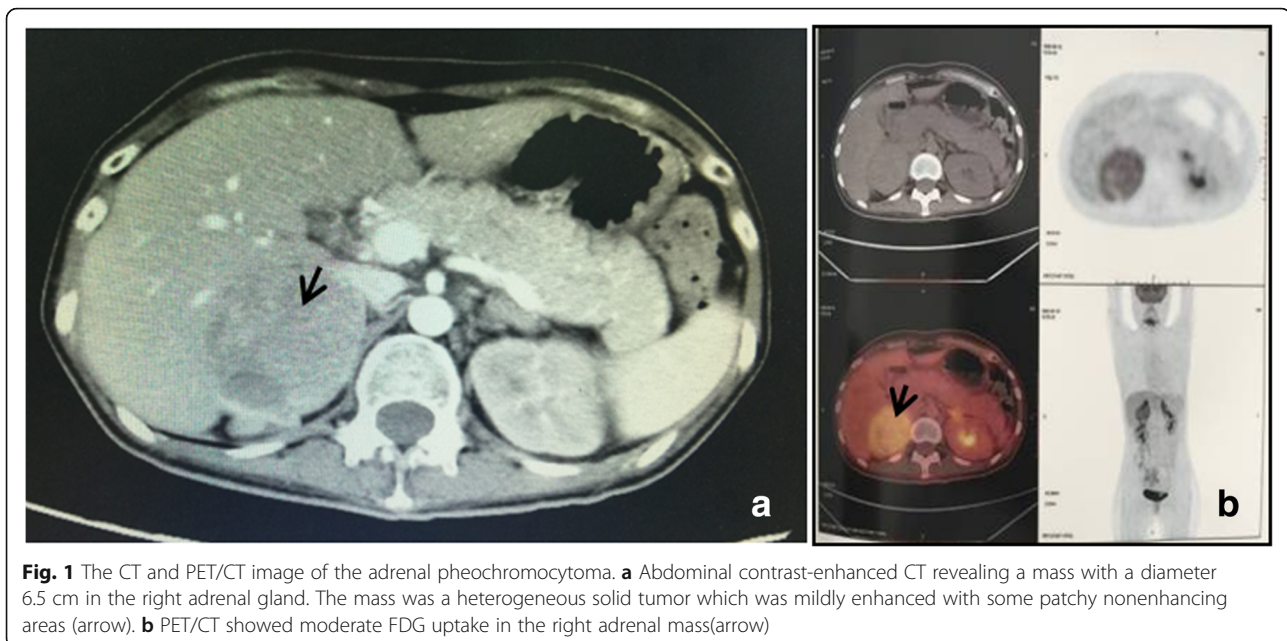 a
b
Fig. 1 The CT and PET/CT image of the adrenal pheochromocytoma. a Abdominal contrast-enhanced CT revealing a mass with a diameter
6.5 cm in the right adrenal gland. The mass was a heterogeneous solid tumor which was mildly enhanced with some patchy nonenhancing
areas (arrow). b PET/CT showed moderate FDG uptake in the right adrenal mass(arrow)